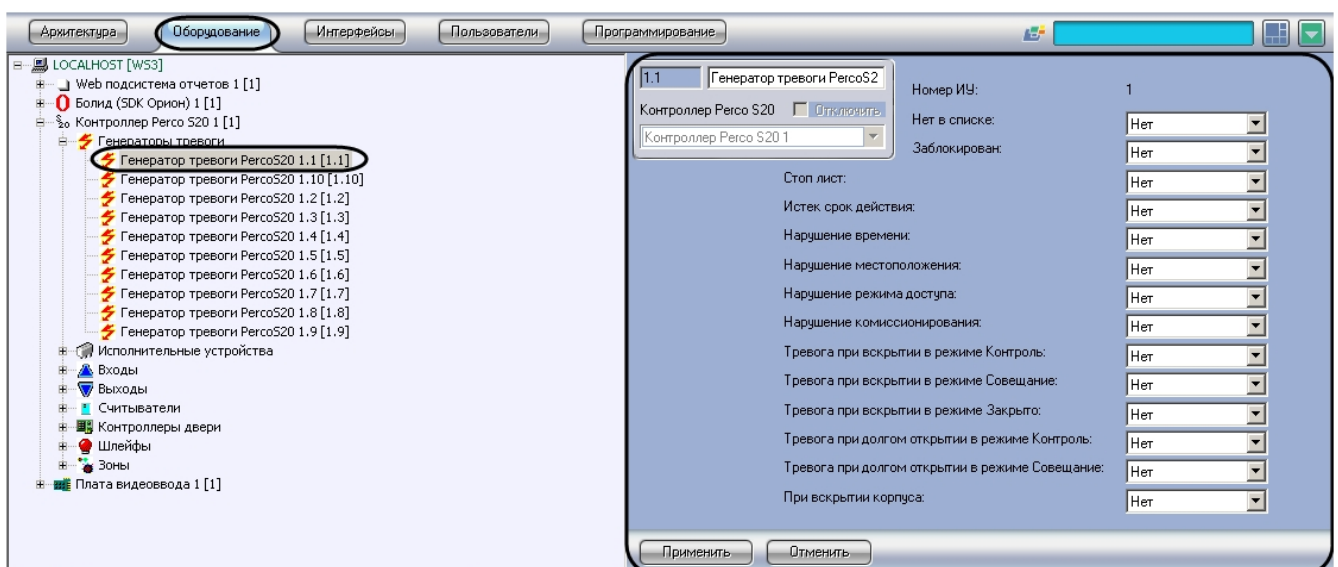 Архитектура Оборудование Интерфейсы Пользователи Программирование
LOCALHOST [WS3]
Web подсистема отчетов 1 [1]
Болид (SDK Орион) 1 [1]
Контроллер Perco S20 1 [1]
Генераторы тревоги
Генератор тревоги PercoS20 1.1 [1.1]
Генератор тревоги PercoS20 1.10 [1.10]
Генератор тревоги PercoS20 1.2 [1.2]
Генератор тревоги PercoS20 1.3 [1.3]
Генератор тревоги PercoS20 1.4 [1.4]
Генератор тревоги PercoS20 1.5 [1.5]
Генератор тревоги PercoS20 1.6 [1.6]
Генератор тревоги PercoS20 1.7 [1.7]
Генератор тревоги PercoS20 1.8 [1.8]
Генератор тревоги PercoS20 1.9 [1.9]
Исполнительные устройства
Входы
Выходы
Считыватели
Контроллеры двери
Шлейфы
Зоны
Плата видеоввода 1 [1]
1.1 Генератор тревоги PercoS2
Контроллер Perco S20 Отключить
Контроллер Perco S20 1
Номер ИУ: 1
Нет в списке: Нет
Заблокирован: Нет
Стоп лист: Нет
Истек срок действия: Нет
Нарушение времени: Нет
Нарушение местоположения: Нет
Нарушение режима доступа: Нет
Нарушение комиссионирования: Нет
Тревога при вскрытии в режиме Контроль: Нет
Тревога при вскрытии в режиме Совещание: Нет
Тревога при вскрытии в режиме Закрыто: Нет
Тревога при долгом открытии в режиме Контроль: Нет
Тревога при долгом открытии в режиме Совещание: Нет
При вскрытии корпуса: Нет
Применить Отменить